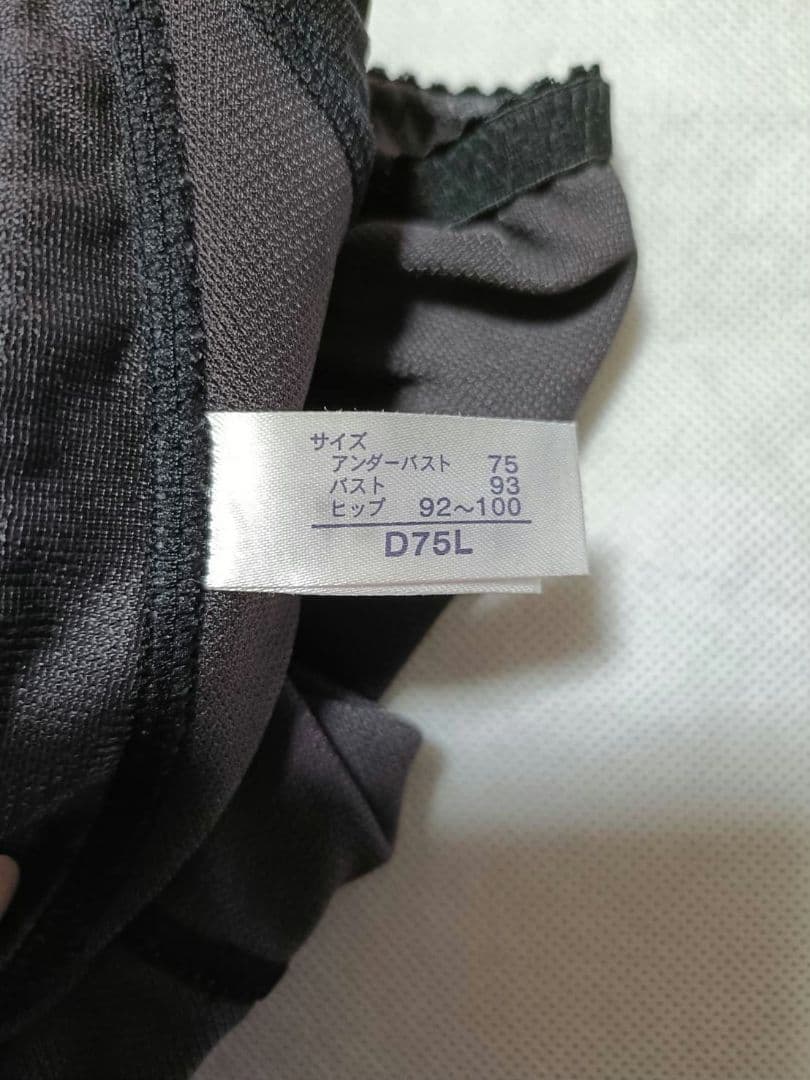 サイズ
アンダーバスト 75
バスト 93
ヒップ 92～100
D75L